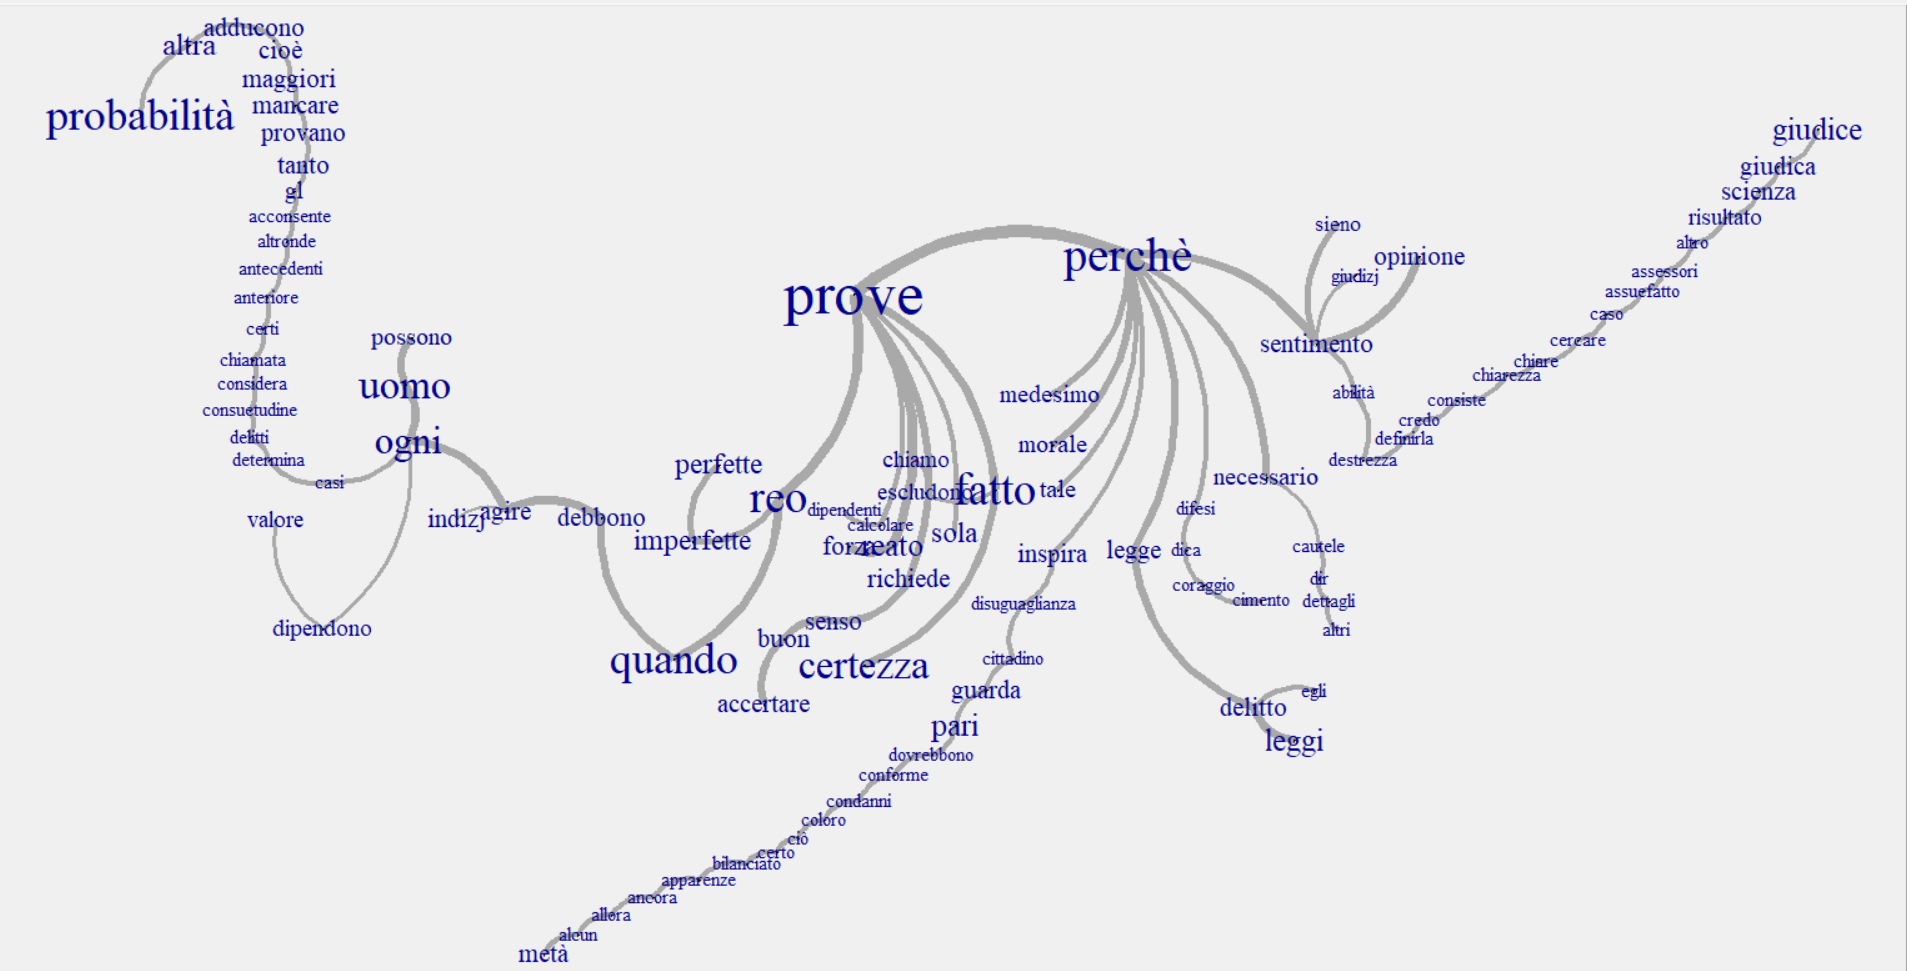 adducono
altra
cioè
maggiori
mancare
probabilità
provano
tanto
gl
acconsente
altronde
antecedenti
anteriore
certi
chiamata
considera
consuetudine
delitti
determina
casi
valore
dipendono
possono
uomo
ogni
indizj
agire
debbono
quando
perfette
imperfette
reo
prove
chiamo
escludono
dipendenti
calcolare
forza
reato
sola
fatto
richiede
senso
buon
certezza
accertare
perchè
medesimo
morale
tale
inspira
disuguaglianza
cittadino
guarda
pari
dovrebbono
conforme
condanni
coloro
ciò
certo
bilanciato
apparenze
ancora
allora
alcun
metà
legge
delitto
egli
leggi
difesi
dica
coraggio
cimento
necessario
cautele
dir
dettagli
altri
sieno
opinione
giudizj
sentimento
abilità
destrezza
definirla
credo
consiste
chiarezza
chiare
cercare
caso
assuefatto
assessori
altro
risultato
scienza
giudica
giudice